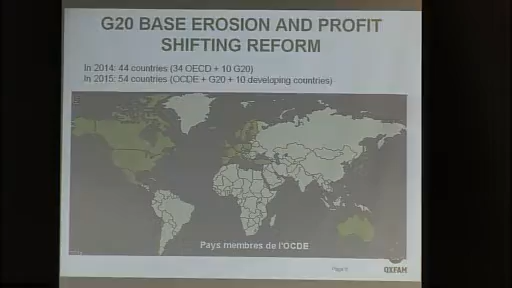 G20 BASE EROSION AND PROFIT
SHIFTING REFORM
In 2014: 44 countries (34 OECD + 10 G20)
In 2015: 54 countries (OCDE + G20 + 10 developing countries)
Pays membres de l'OCDE
OXFAM